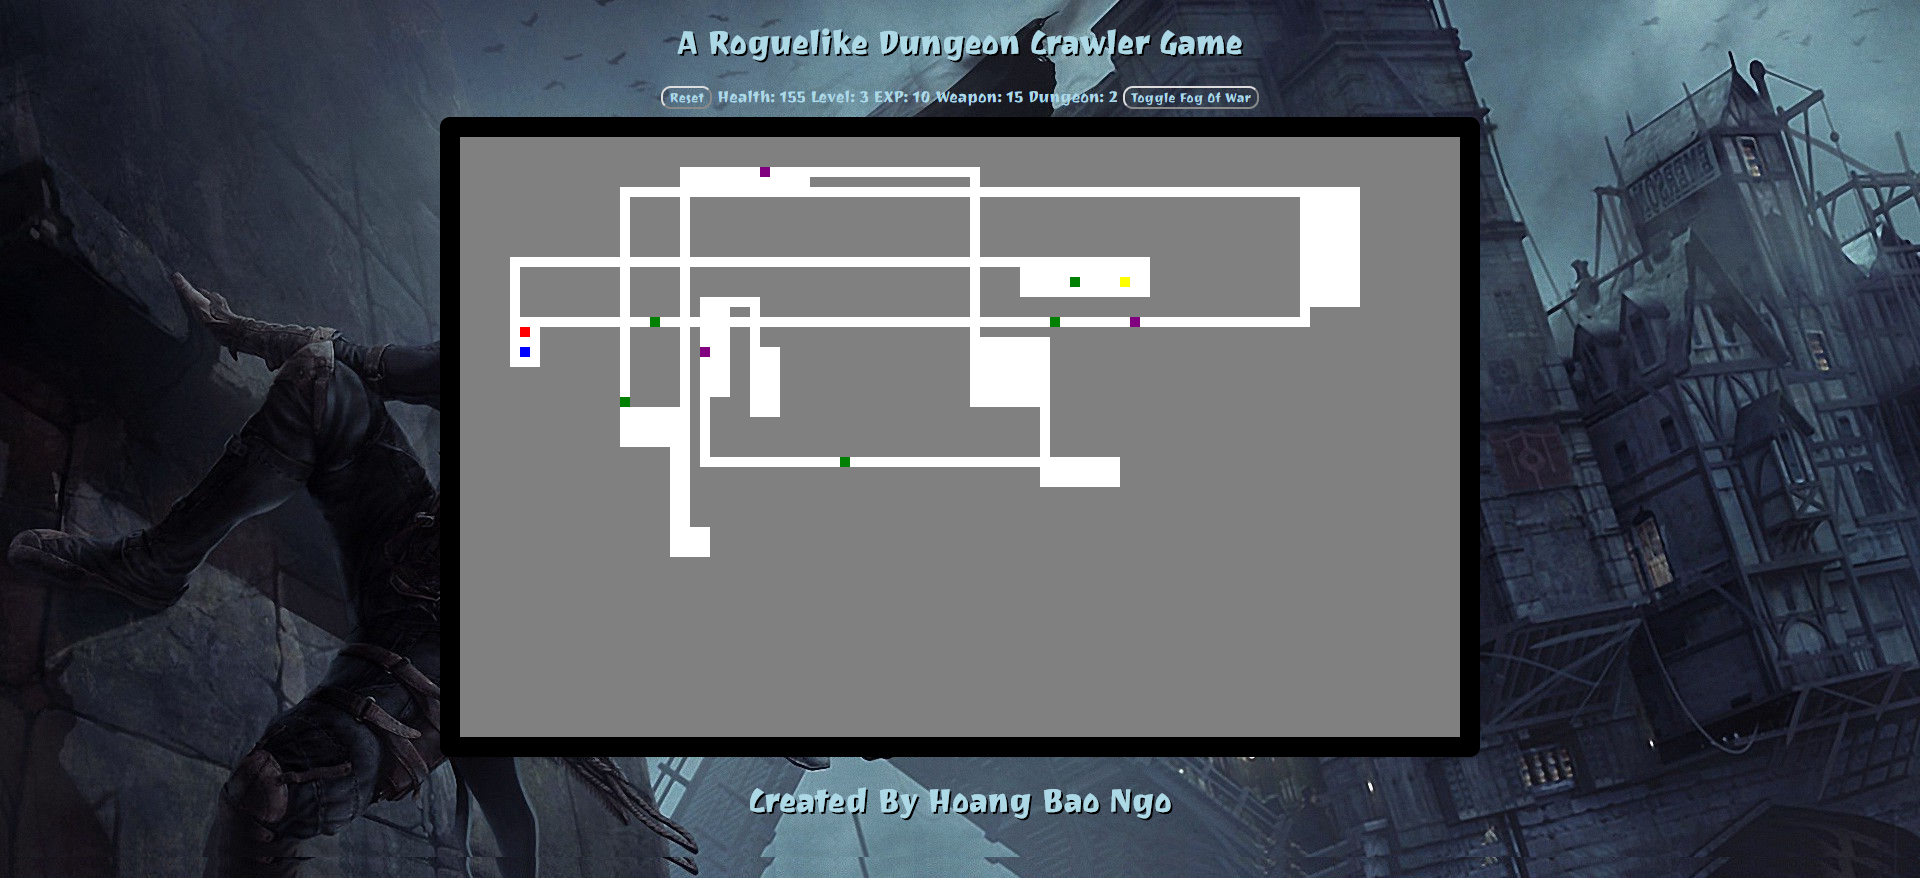 A Roguelike Dungeon Crawler Game
Reset Health: 155 Level: 3 EXP: 10 Weapon: 15 Dungeon: 2 Toggle Fog Of War
Created By Hoang Bao Ngo